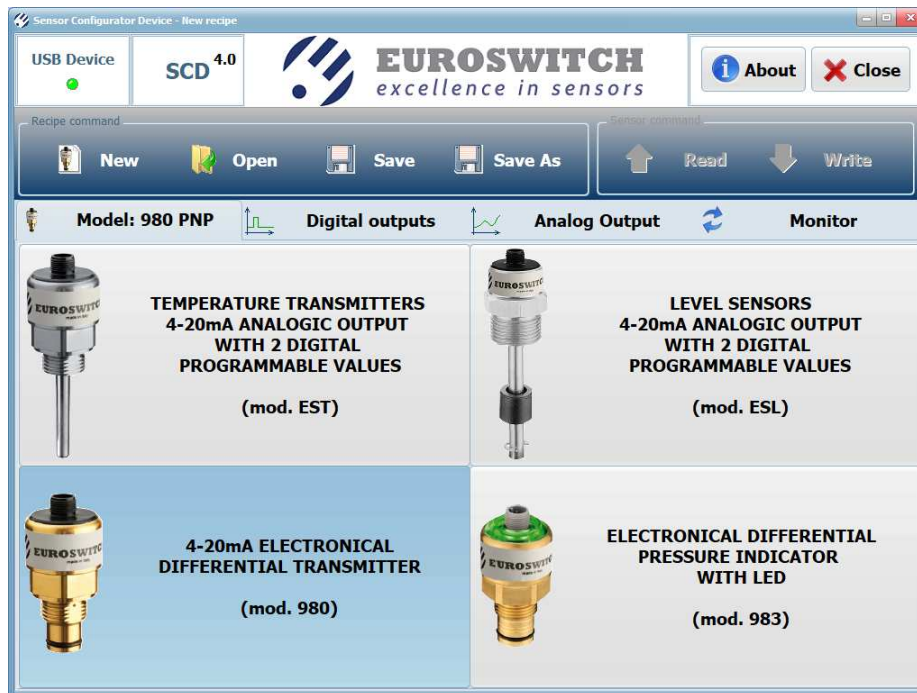 Sensor Configurator Device - New recipe
USB Device
SCD 4.0
EUROSWITCH
excellence in sensors
About
Close
Recipe command
New
Open
Save
Save As
Sensor command
Read
Write
Model: 980 PNP
Digital outputs
Analog Output
Monitor
EUROSWITC
TEMPERATURE TRANSMITTERS
4-20mA ANALOGIC OUTPUT
WITH 2 DIGITAL
PROGRAMMABLE VALUES
(mod. EST)
EUROSWITC
LEVEL SENSORS
4-20mA ANALOGIC OUTPUT
WITH 2 DIGITAL
PROGRAMMABLE VALUES
(mod. ESL)
EUROSWITC
4-20mA ELECTRONICAL
DIFFERENTIAL TRANSMITTER
(mod. 980)
EUROSWIT
ELECTRONICAL DIFFERENTIAL
PRESSURE INDICATOR
WITH LED
(mod. 983)